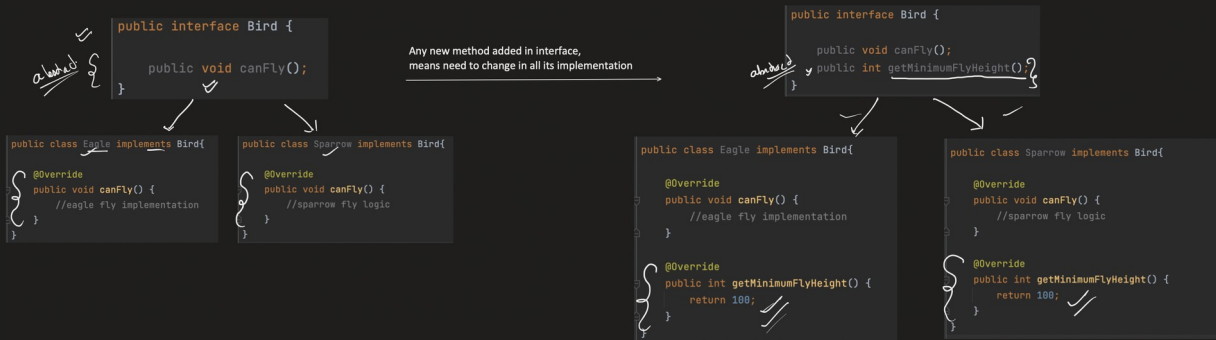 public interface Bird {
public void canFly();
}
abstract
Any new method added in interface,
means need to change in all its implementation
public interface Bird {
public void canFly();
public int getMinimumFlyHeight();
}
abstract
public class Eagle implements Bird{
@Override
public void canFly() {
//eagle fly implementation
}
}
public class Sparrow implements Bird{
@Override
public void canFly() {
//sparrow fly logic
}
}
public class Eagle implements Bird{
@Override
public void canFly() {
//eagle fly implementation
}
@Override
public int getMinimumFlyHeight() {
return 100;
}
}
public class Sparrow implements Bird{
@Override
public void canFly() {
//sparrow fly logic
}
@Override
public int getMinimumFlyHeight() {
return 100;
}
}